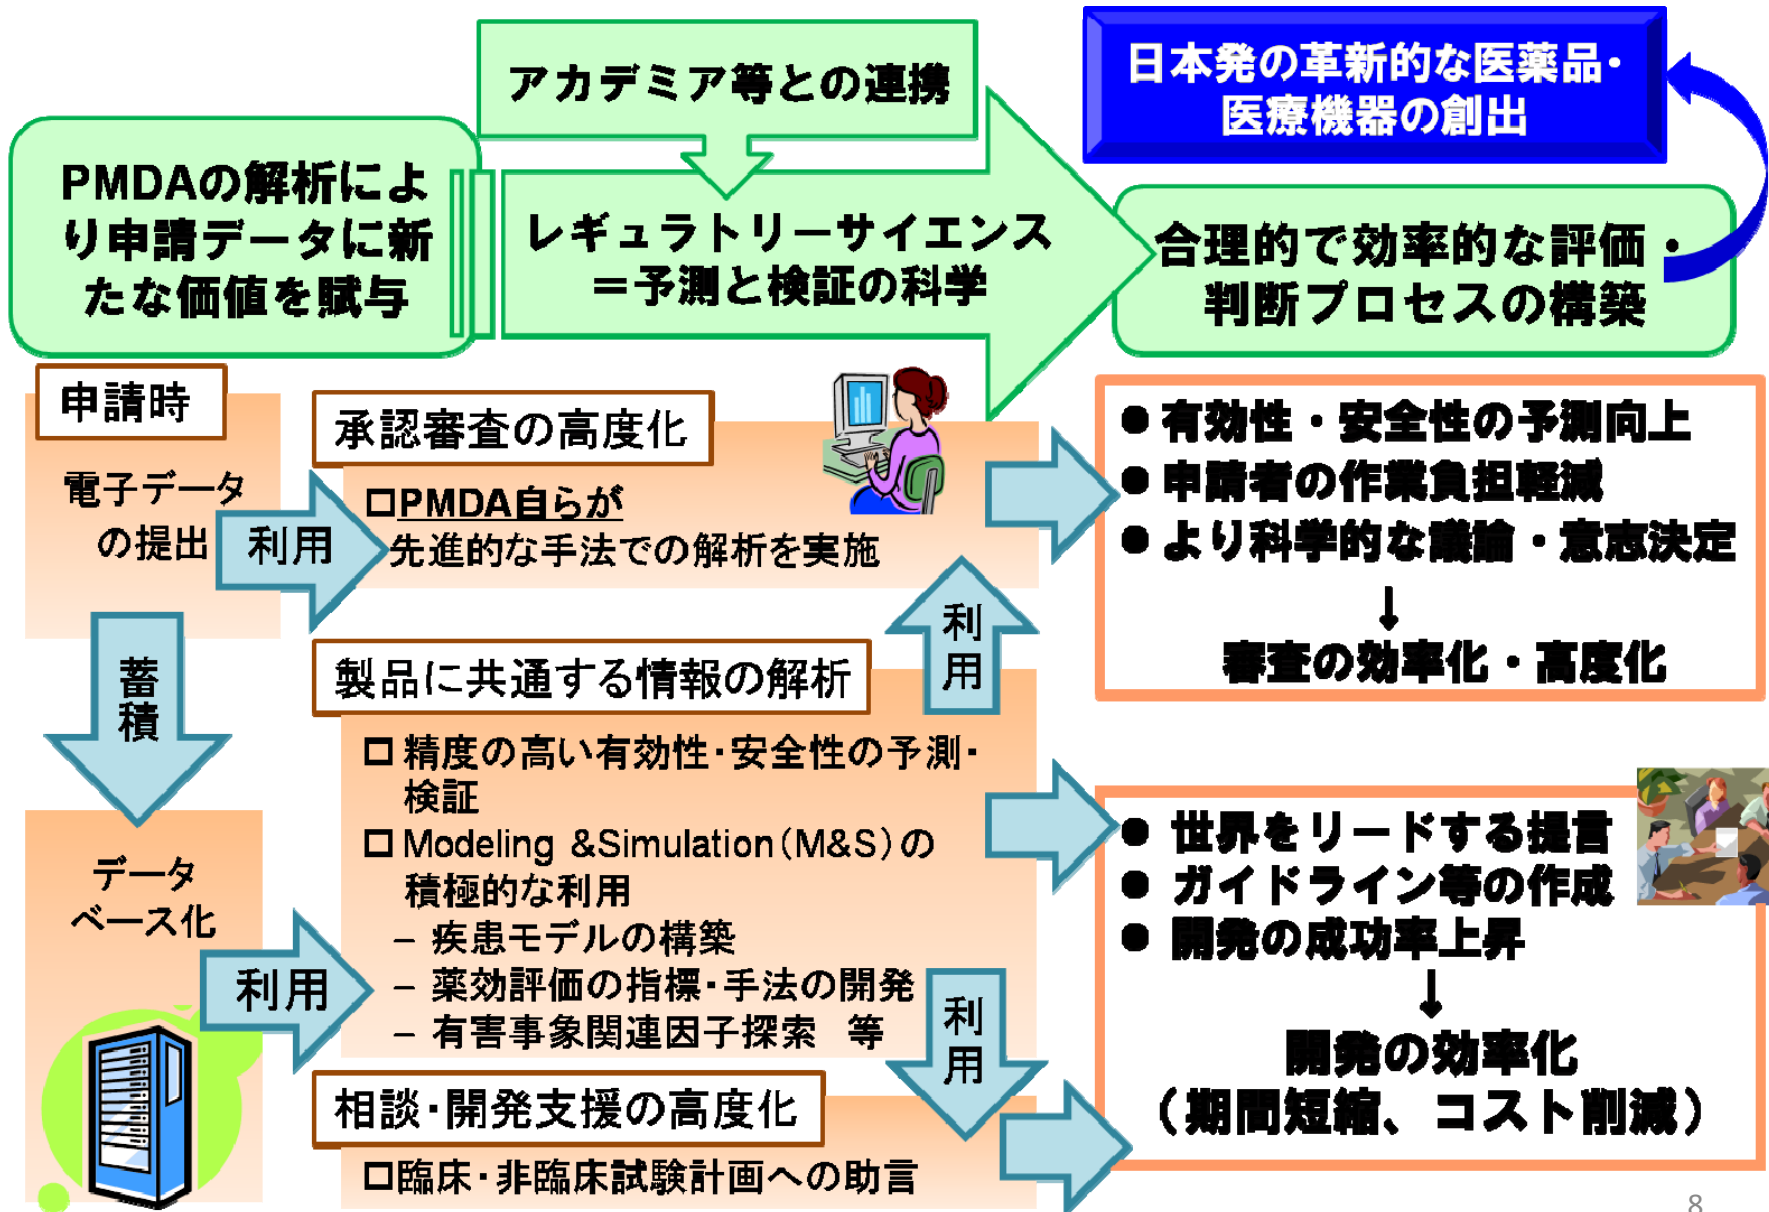 アカデミア等との連携
日本発の革新的な医薬品・
医療機器の創出
PMDAの解析によ
り申請データに新
たな価値を賦与
レギュラトリーサイエンス
＝予測と検証の科学
合理的で効率的な評価・
判断プロセスの構築
申請時
電子データ
の提出
利用
承認審査の高度化
□PMDA自らが
先進的な手法での解析を実施
● 有効性・安全性の予測向上
● 申請者の作業負担軽減
● より科学的な議論・意志決定
↓
審査の効率化・高度化
蓄
積
利
用
製品に共通する情報の解析
□ 精度の高い有効性・安全性の予測・
検証
□ Modeling &Simulation（M&S）の
積極的な利用
– 疾患モデルの構築
– 薬効評価の指標・手法の開発
– 有害事象関連因子探索　等
データ
ベース化
利用
利
用
● 世界をリードする提言
● ガイドライン等の作成
● 開発の成功率上昇
↓
開発の効率化
（期間短縮、コスト削減）
相談・開発支援の高度化
□臨床・非臨床試験計画への助言
8